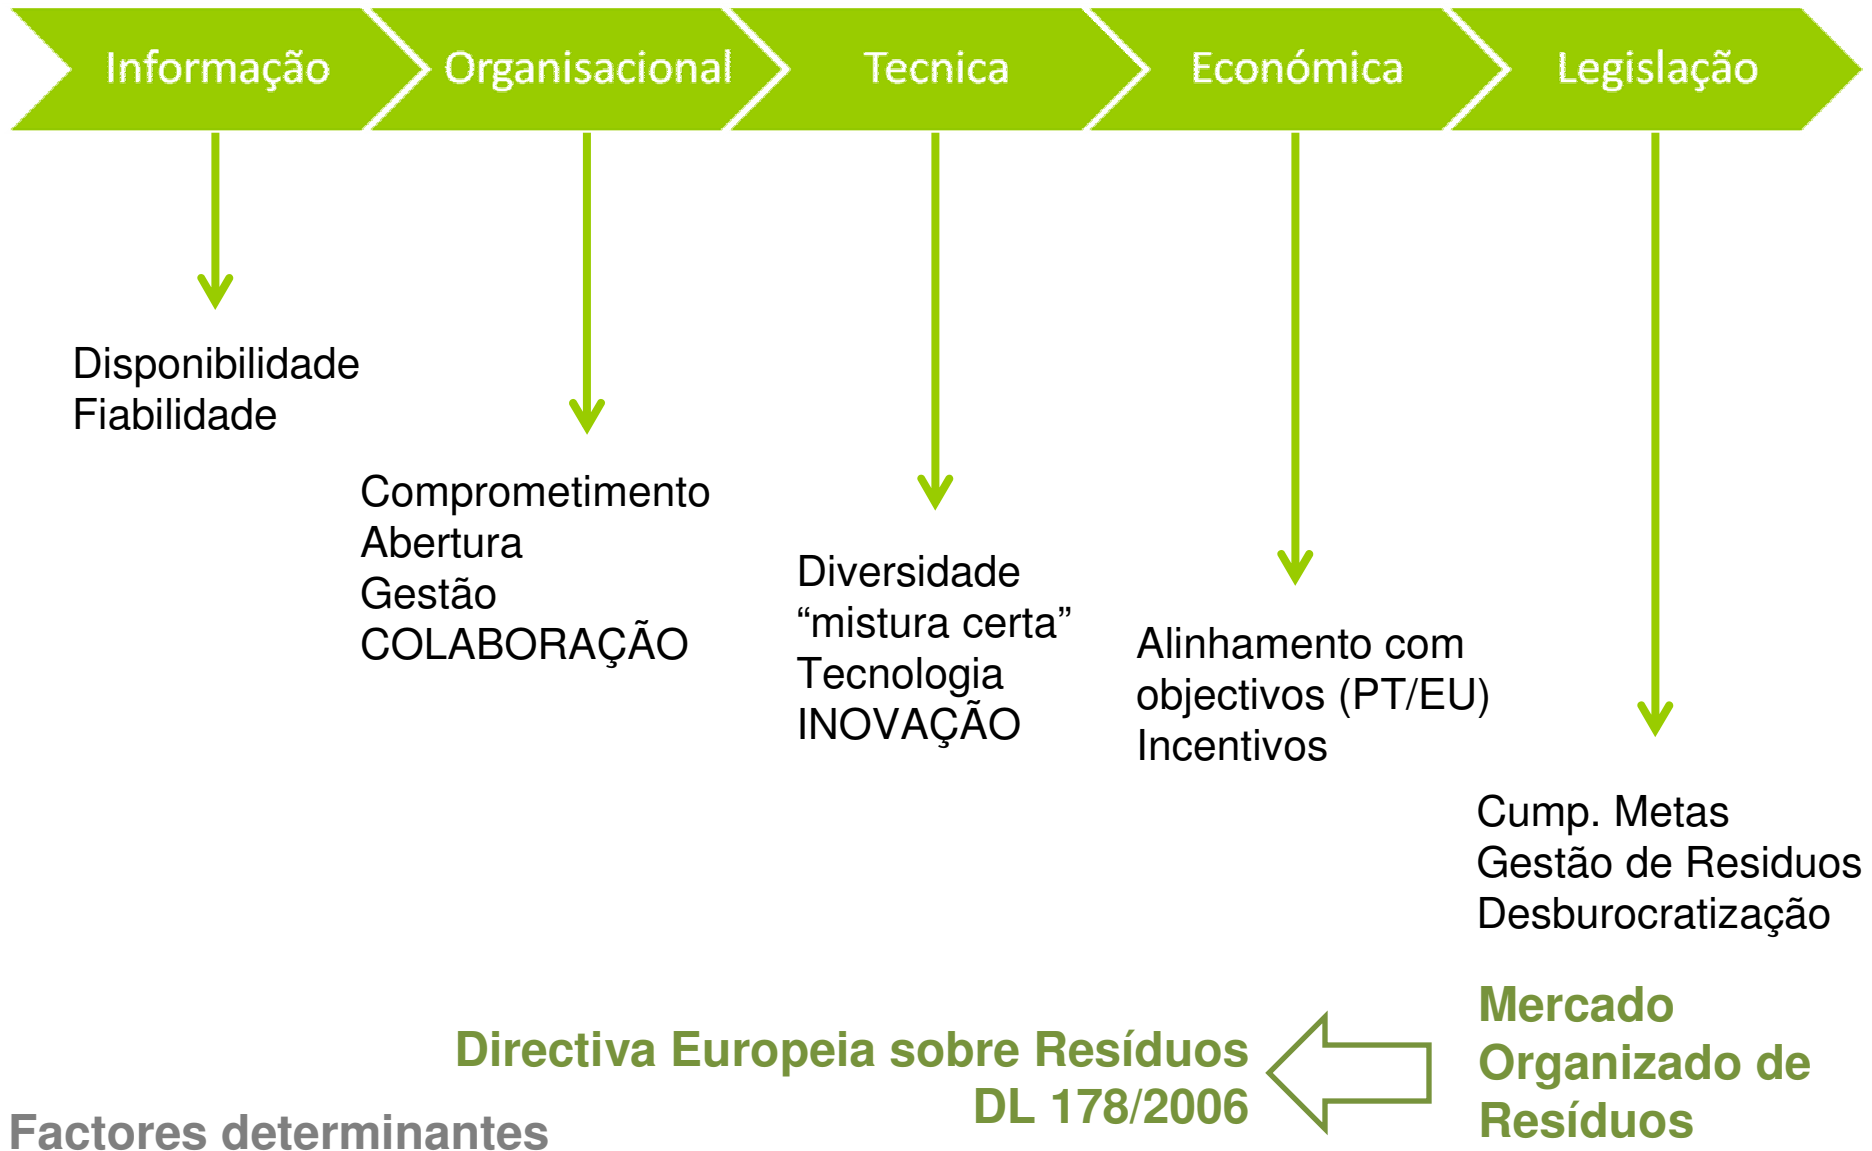 Informação
Organisacional
Tecnica
Económica
Legislação
Disponibilidade
Fiabilidade
Comprometimento
Abertura
Gestão
COLABORAÇÃO
Diversidade
“mistura certa”
Tecnologia
INOVAÇÃO
Alinhamento com
objectivos (PT/EU)
Incentivos
Cump. Metas
Gestão de Residuos
Desburocratização
Mercado
Organizado de
Resíduos
Directiva Europeia sobre Resíduos
DL 178/2006
Factores determinantes